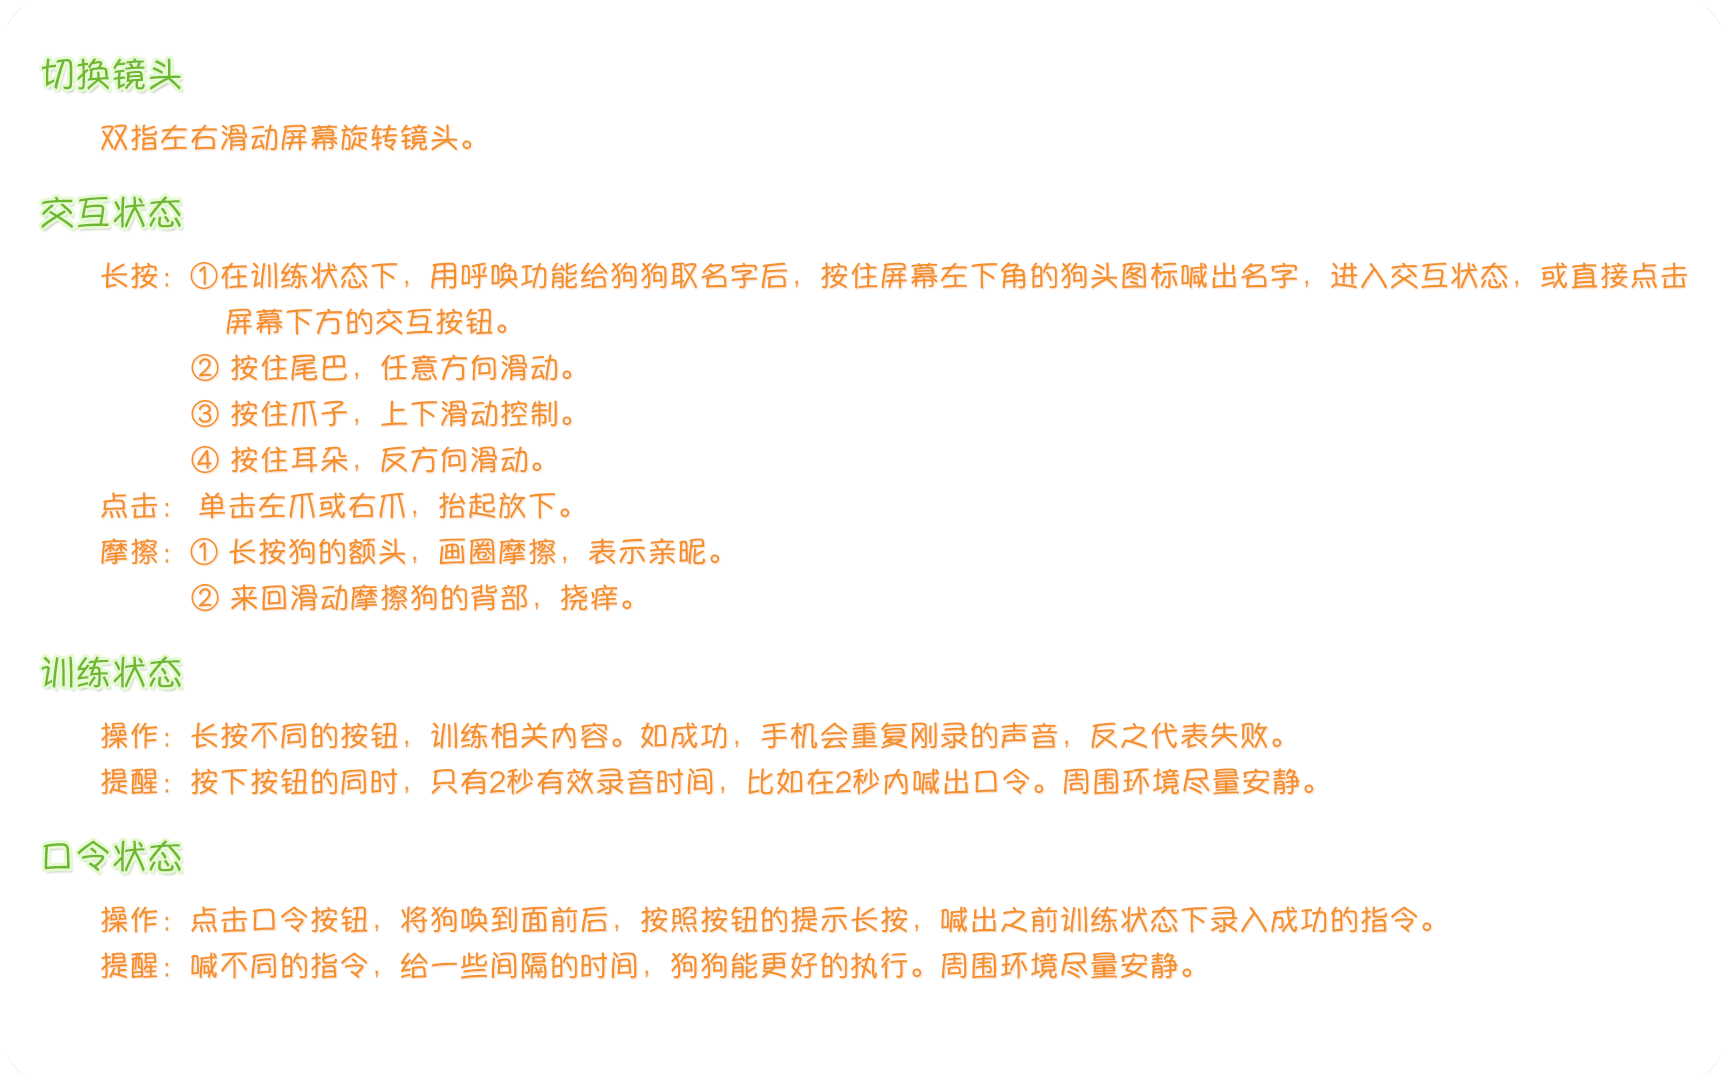 切换镜头
双指左右滑动屏幕旋转镜头。
交互状态
长按：①在训练状态下，用呼唤功能给狗狗取名字后，按住屏幕左下角的狗头图标喊出名字，进入交互状态，或直接点击
屏幕下方的交互按钮。
② 按住尾巴，任意方向滑动。
③ 按住爪子，上下滑动控制。
④ 按住耳朵，反方向滑动。
点击： 单击左爪或右爪，抬起放下。
摩擦：① 长按狗的额头，画圈摩擦，表示亲昵。
② 来回滑动摩擦狗的背部，挠痒。
训练状态
操作：长按不同的按钮，训练相关内容。如成功，手机会重复刚录的声音，反之代表失败。
提醒：按下按钮的同时，只有2秒有效录音时间，比如在2秒内喊出口令。周围环境尽量安静。
口令状态
操作：点击口令按钮，将狗唤到面前后，按照按钮的提示长按，喊出之前训练状态下录入成功的指令。
提醒：喊不同的指令，给一些间隔的时间，狗狗能更好的执行。周围环境尽量安静。